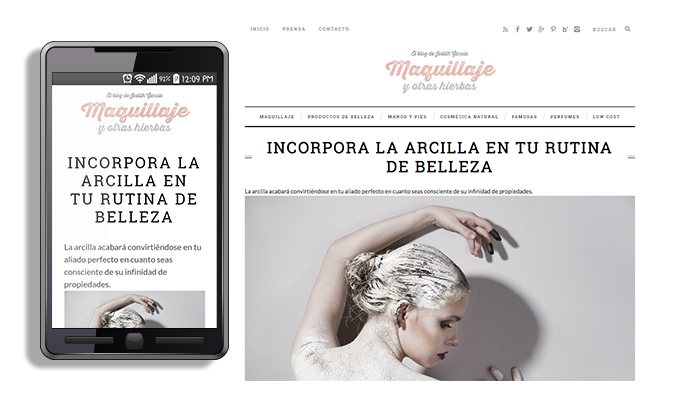 92% 12:09 PM
El blog de Judith García
Maquillaje
y otras hierbas
INCORPORA LA
ARCILLA EN
TU RUTINA DE
BELLEZA
La arcilla acabará convirtiéndose en tu
aliado perfecto en cuanto seas
consciente de su infinidad de
propiedades.
INICIO PRENSA CONTACTO BUSCAR
El blog de Judith García
Maquillaje
y otras hierbas
MAQUILLAJE / PRODUCTOS DE BELLEZA / MANOS Y PIES / COSMÉTICA NATURAL / FAMOSAS / PERFUMES / LOW COST
INCORPORA LA ARCILLA EN TU RUTINA
DE BELLEZA
La arcilla acabará convirtiéndose en tu aliado perfecto en cuanto seas consciente de su infinidad de propiedades.